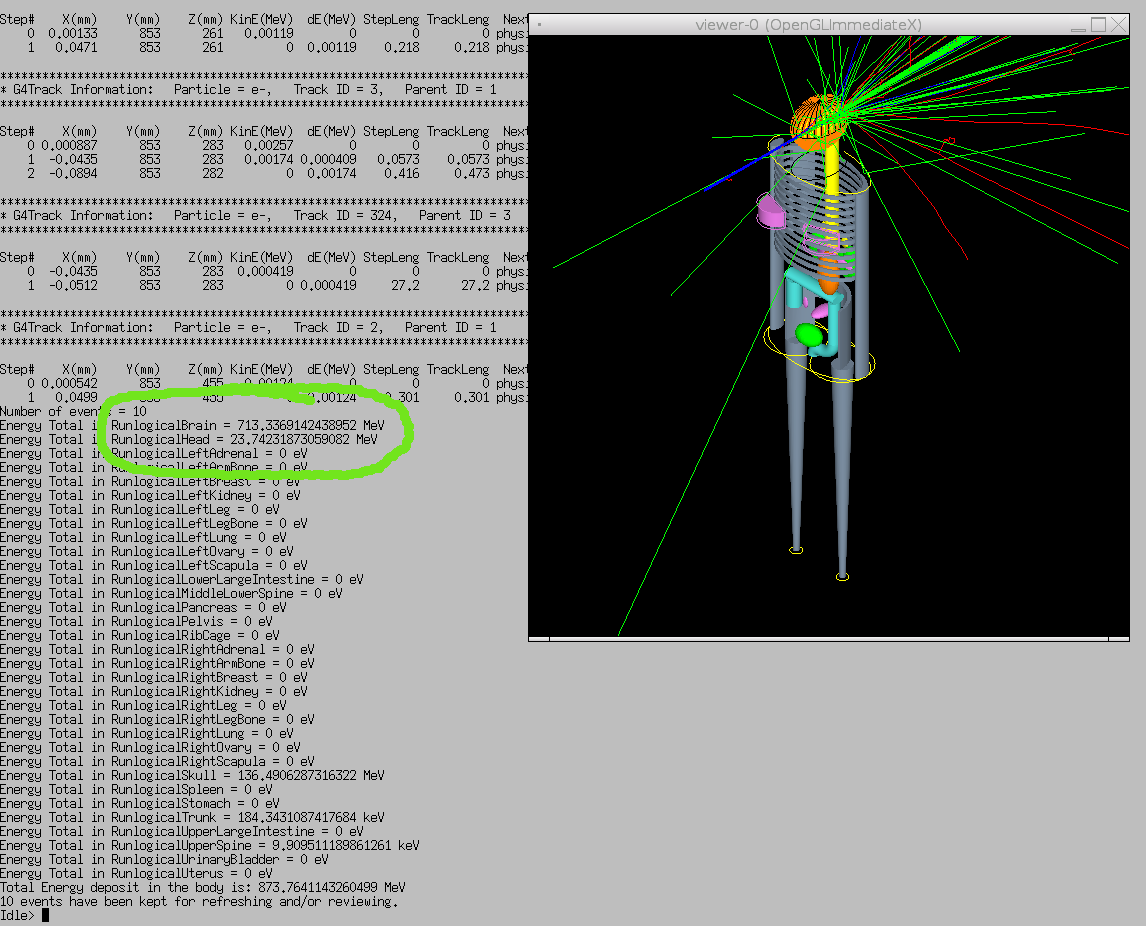 viewer-0 (OpenGLImmediateX)
Step# X(mm) Y(mm) Z(mm) KinE(MeV) dE(MeV) StepLeng TrackLeng Next
0 0.00133 853 261 0.00119 0 0 0 physi
1 0.0471 853 261 0 0.00119 0.218 0.218 physi
*****************************************************************************
* G4Track Information: Particle = e-, Track ID = 3, Parent ID = 1
*****************************************************************************
Step# X(mm) Y(mm) Z(mm) KinE(MeV) dE(MeV) StepLeng TrackLeng Next
0 0.000887 853 283 0.00257 0 0 0 physi
1 -0.0435 853 283 0.00174 0.000409 0.0573 0.0573 physi
2 -0.0894 853 282 0 0.00174 0.416 0.473 physi
*****************************************************************************
* G4Track Information: Particle = e-, Track ID = 324, Parent ID = 3
*****************************************************************************
Step# X(mm) Y(mm) Z(mm) KinE(MeV) dE(MeV) StepLeng TrackLeng Next
0 -0.0435 853 283 0.000419 0 0 0 physi
1 -0.0512 853 283 0 0.000419 27.2 27.2 physi
*****************************************************************************
* G4Track Information: Particle = e-, Track ID = 2, Parent ID = 1
*****************************************************************************
Step# X(mm) Y(mm) Z(mm) KinE(MeV) dE(MeV) StepLeng TrackLeng Next
0 0.000542 853 455 0.00124 0 0 0 physi
1 0.0499 853 455 0 0.00124 0.301 0.301 physi
Number of events = 10
Energy Total in RunlogicalBrain = 713.3369142438952 MeV
Energy Total in RunlogicalHead = 23.74231873059082 MeV
Energy Total in RunlogicalLeftAdrenal = 0 eV
Energy Total in RunlogicalLeftArmBone = 0 eV
Energy Total in RunlogicalLeftBreast = 0 eV
Energy Total in RunlogicalLeftKidney = 0 eV
Energy Total in RunlogicalLeftLeg = 0 eV
Energy Total in RunlogicalLeftLegBone = 0 eV
Energy Total in RunlogicalLeftLung = 0 eV
Energy Total in RunlogicalLeftOvary = 0 eV
Energy Total in RunlogicalLeftScapula = 0 eV
Energy Total in RunlogicalLowerLargeIntestine = 0 eV
Energy Total in RunlogicalMiddleLowerSpine = 0 eV
Energy Total in RunlogicalPancreas = 0 eV
Energy Total in RunlogicalPelvis = 0 eV
Energy Total in RunlogicalRibCage = 0 eV
Energy Total in RunlogicalRightAdrenal = 0 eV
Energy Total in RunlogicalRightArmBone = 0 eV
Energy Total in RunlogicalRightBreast = 0 eV
Energy Total in RunlogicalRightKidney = 0 eV
Energy Total in RunlogicalRightLeg = 0 eV
Energy Total in RunlogicalRightLegBone = 0 eV
Energy Total in RunlogicalRightLung = 0 eV
Energy Total in RunlogicalRightOvary = 0 eV
Energy Total in RunlogicalRightScapula = 0 eV
Energy Total in RunlogicalSkull = 136.4906287316322 MeV
Energy Total in RunlogicalSpleen = 0 eV
Energy Total in RunlogicalStomach = 0 eV
Energy Total in RunlogicalTrunk = 184.3431087417684 keV
Energy Total in RunlogicalUpperLargeIntestine = 0 eV
Energy Total in RunlogicalUpperSpine = 9.909511189861261 keV
Energy Total in RunlogicalUrinaryBladder = 0 eV
Energy Total in RunlogicalUterus = 0 eV
Total Energy deposit in the body is: 873.7641143260499 MeV
10 events have been kept for refreshing and/or reviewing.
Idle>